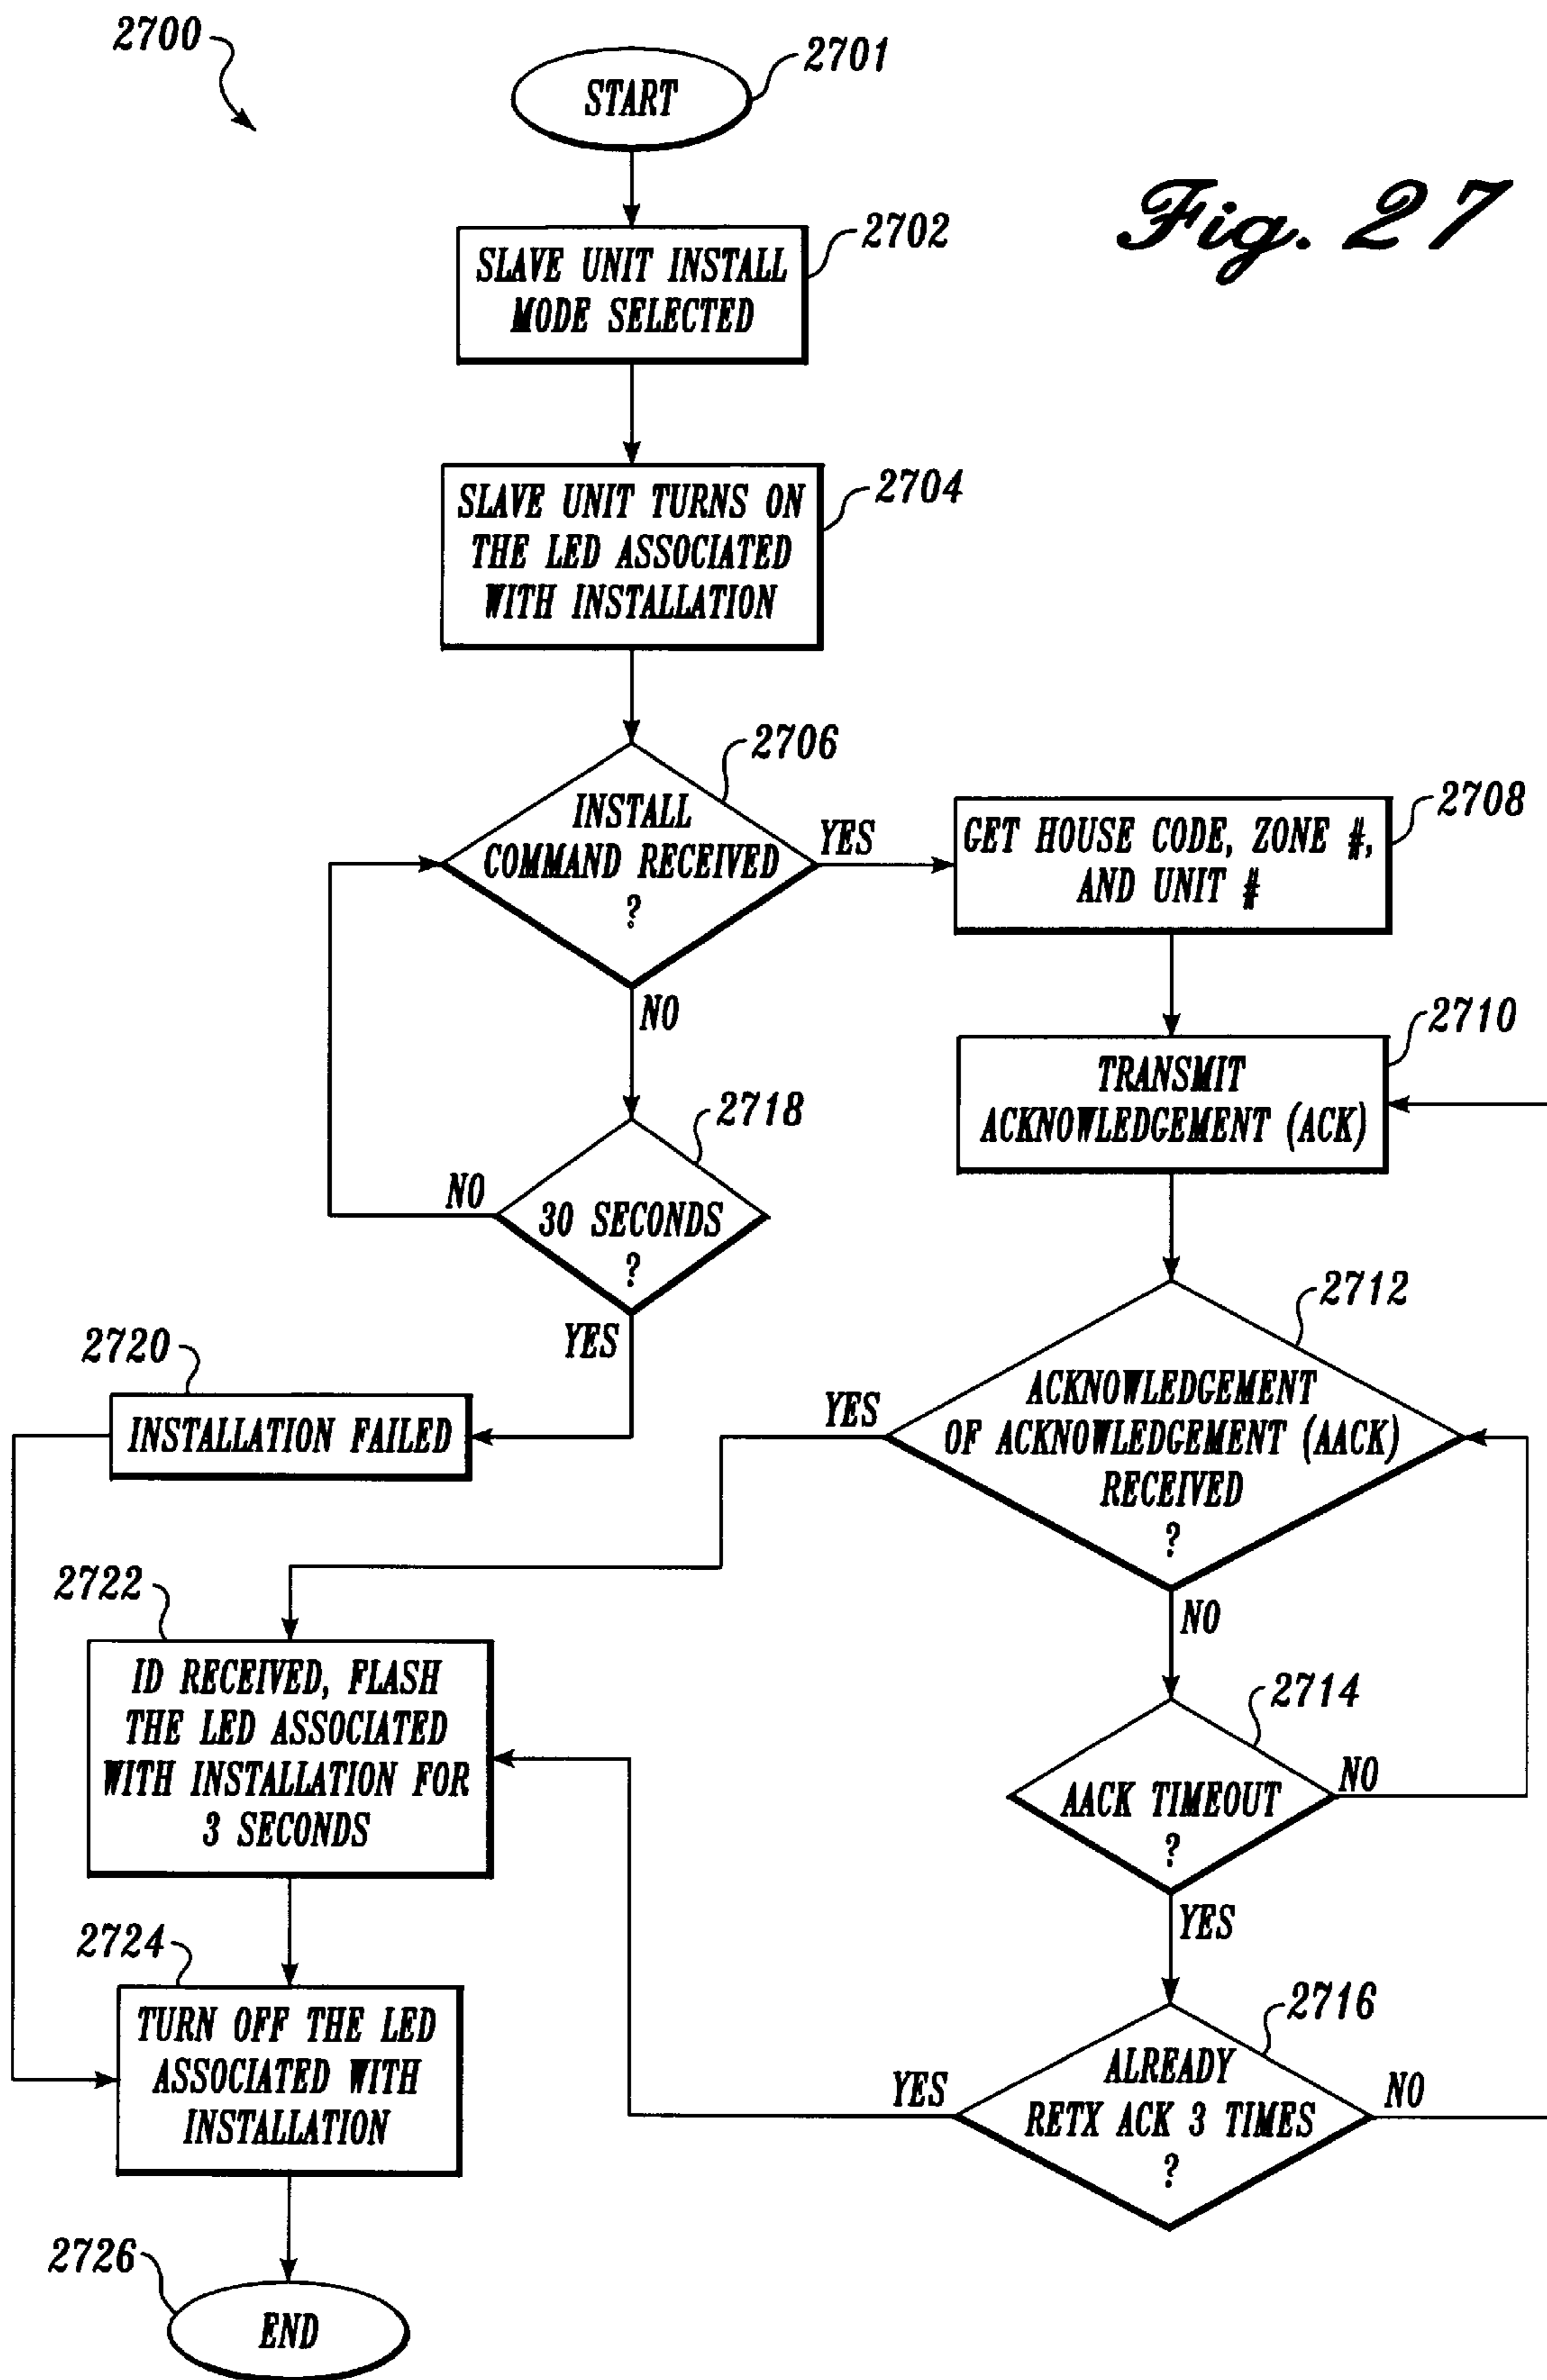 2700
START
2701
Fig. 27
SLAVE UNIT INSTALL
MODE SELECTED
2702
SLAVE UNIT TURNS ON
THE LED ASSOCIATED
WITH INSTALLATION
2704
2706
INSTALL
COMMAND RECEIVED
?
YES
NO
2708
GET HOUSE CODE, ZONE #,
AND UNIT #
2710
TRANSMIT
ACKNOWLEDGEMENT (ACK)
2718
30 SECONDS
?
NO
YES
2720
INSTALLATION FAILED
2712
ACKNOWLEDGEMENT
OF ACKNOWLEDGEMENT (AACK)
RECEIVED
?
YES
NO
2722
ID RECEIVED, FLASH
THE LED ASSOCIATED
WITH INSTALLATION FOR
3 SECONDS
2714
AACK TIMEOUT
?
NO
YES
2724
TURN OFF THE LED
ASSOCIATED WITH
INSTALLATION
2716
ALREADY
RETX ACK 3 TIMES
?
YES
NO
2726
END